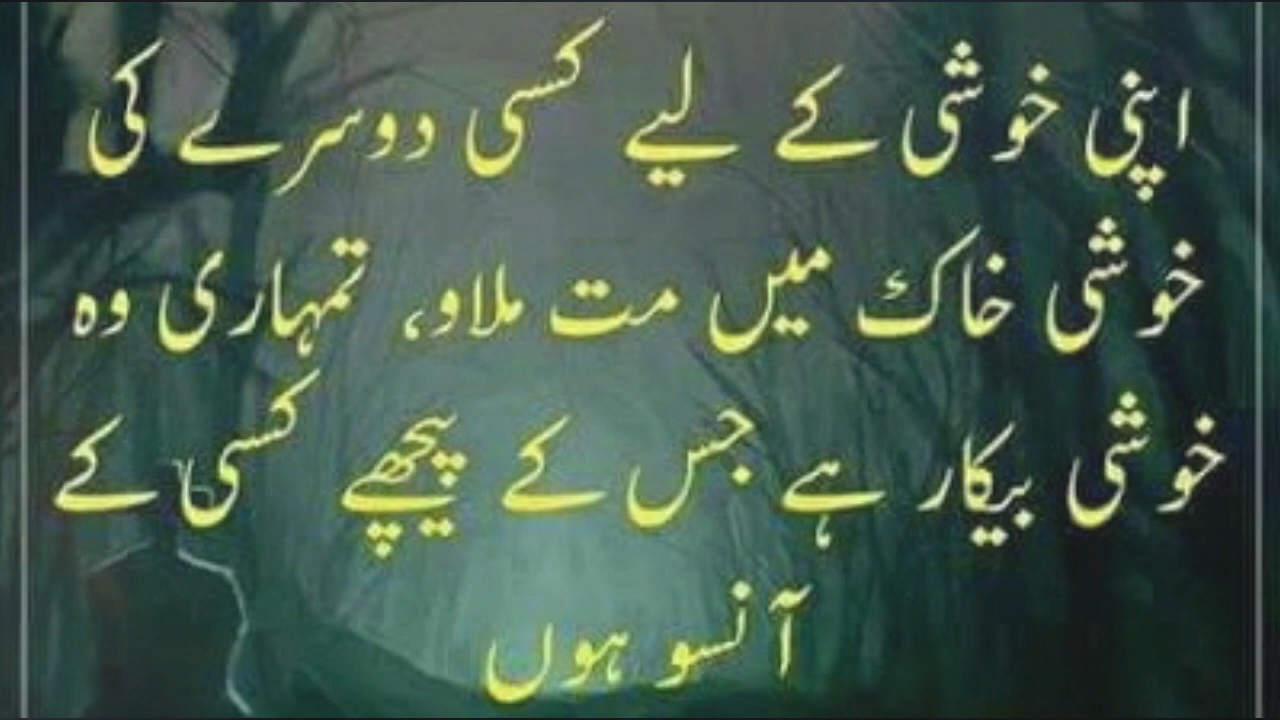 اپنی خوشی کے لیے کسی دوسرے کی
خوشی خاک میں مت ملاو، تمہاری وہ
خوشی بیکار ہے جس کے پیچھے کسی کے
آنسو ہوں